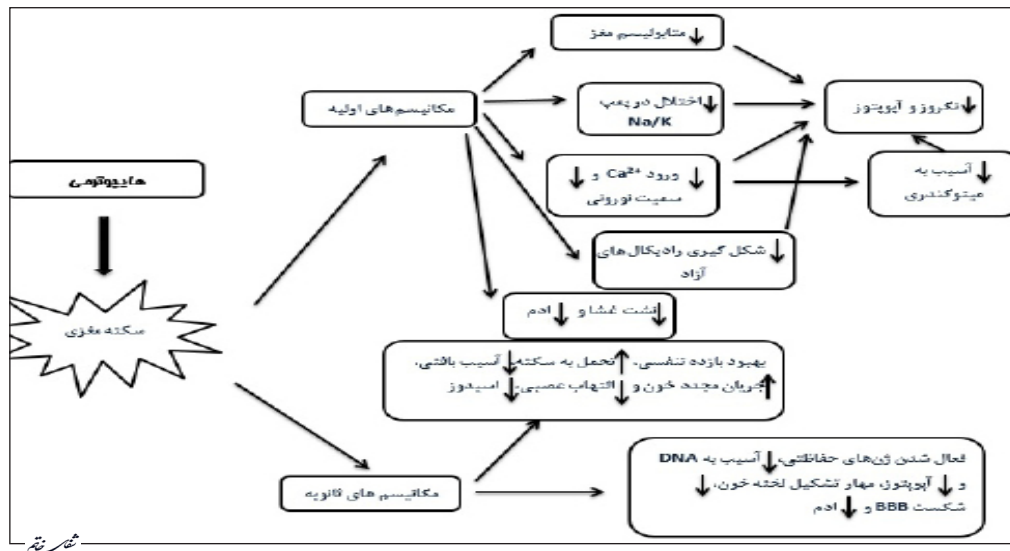 ↓ متابولیسم مغز
مکانیسم‌های اولیه
↓ اختلال در پمپ
Na/K
↓ نکروز و آپوپتوز
هایپوترمی
↓ ورود Ca²⁺ و ↓
سمیت نورونی
↓ آسیب به
میتوکندری
↓ شکل گیری رادیکال‌های
آزاد
سکته مغزی
↓ نشت غشا و ↓ ادم
بهبود بازده تنفسی، ↑ تحمل به سکته ↓ آسیب بافتی،
↑ جریان مجدد خون و ↓ التهاب عصبی، ↓ اسیدوز
مکانیسم های ثانویه
فعال شدن ژن‌های حفاظتی، ↓ آسیب به DNA
و ↓ آپوپتوز، مهار تشکیل لخته خون، ↓
شکست BBB و ↓ ادم
شفای خاتم